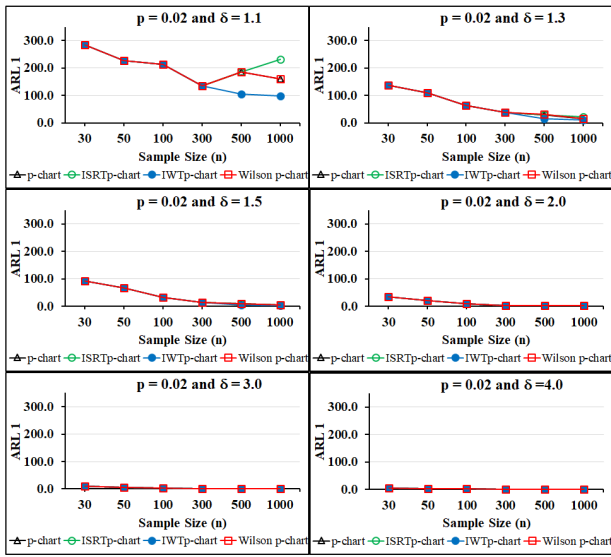 p = 0.02 and δ = 1.1
ARL 1
300.0
200.0
100.0
0.0
30 50 100 300 500 1000
Sample Size (n)
p-chart ISRTp-chart IWTp-chart Wilson p-chart
p = 0.02 and δ = 1.3
ARL 1
300.0
200.0
100.0
0.0
30 50 100 300 500 1000
Sample Size (n)
p-chart ISRTp-chart IWTp-chart Wilson p-chart
p = 0.02 and δ = 1.5
ARL 1
300.0
200.0
100.0
0.0
30 50 100 300 500 1000
Sample Size (n)
p-chart ISRTp-chart IWTp-chart Wilson p-chart
p = 0.02 and δ = 2.0
ARL 1
300.0
200.0
100.0
0.0
30 50 100 300 500 1000
Sample Size (n)
p-chart ISRTp-chart IWTp-chart Wilson p-chart
p = 0.02 and δ = 3.0
ARL 1
300.0
200.0
100.0
0.0
30 50 100 300 500 1000
Sample Size (n)
p-chart ISRTp-chart IWTp-chart Wilson p-chart
p = 0.02 and δ =4.0
ARL 1
300.0
200.0
100.0
0.0
30 50 100 300 500 1000
Sample Size (n)
p-chart ISRTp-chart IWTp-chart Wilson p-chart